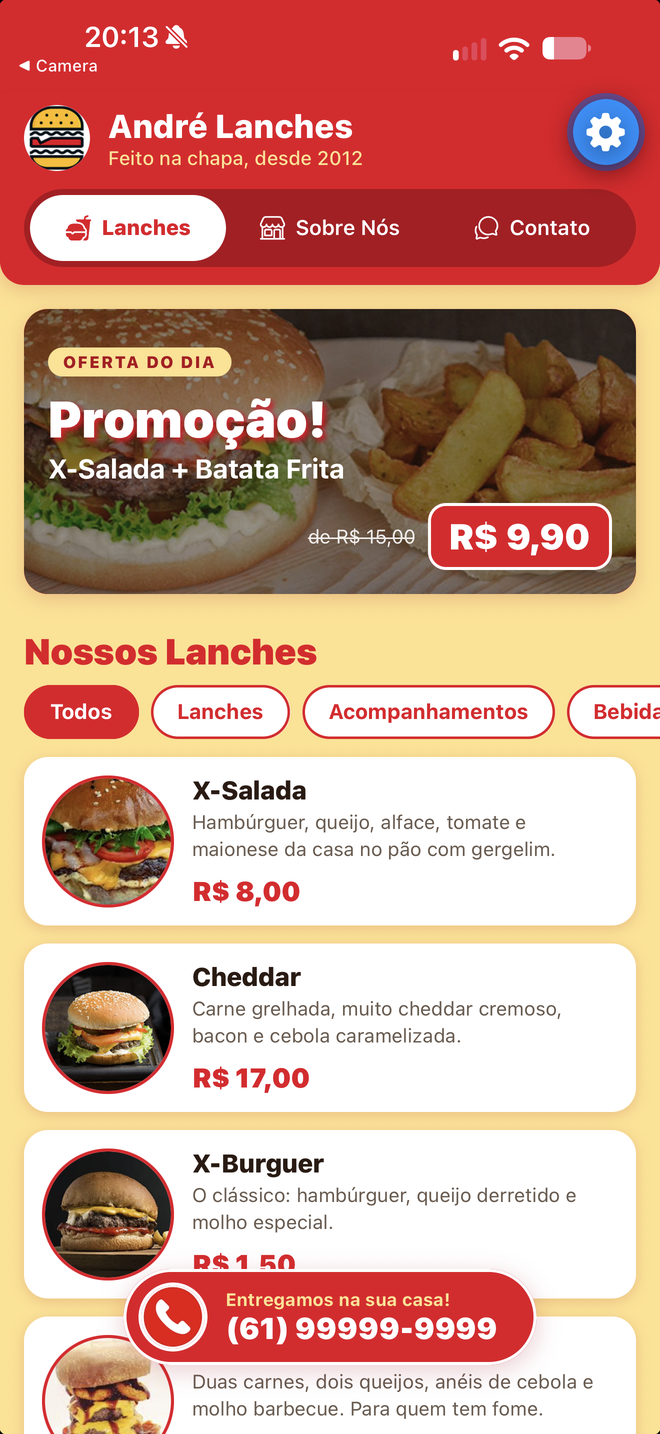 20:13
◀ Camera
André Lanches
Feito na chapa, desde 2012
Lanches
Sobre Nós
Contato
OFERTA DO DIA
Promoção!
X-Salada + Batata Frita
de R$ 15,00
R$ 9,90
Nossos Lanches
Todos
Lanches
Acompanhamentos
X-Salada
Hambúrguer, queijo, alface, tomate e
maionese da casa no pão com gergelim.
R$ 8,00
Cheddar
Carne grelhada, muito cheddar cremoso,
bacon e cebola caramelizada.
R$ 17,00
X-Burguer
O clássico: hambúrguer, queijo derretido e
molho especial.
R$ 1,50
Entregamos na sua casa!
(61) 99999-9999
Duas carnes, dois queijos, anéis de cebola e
molho barbecue. Para quem tem fome.